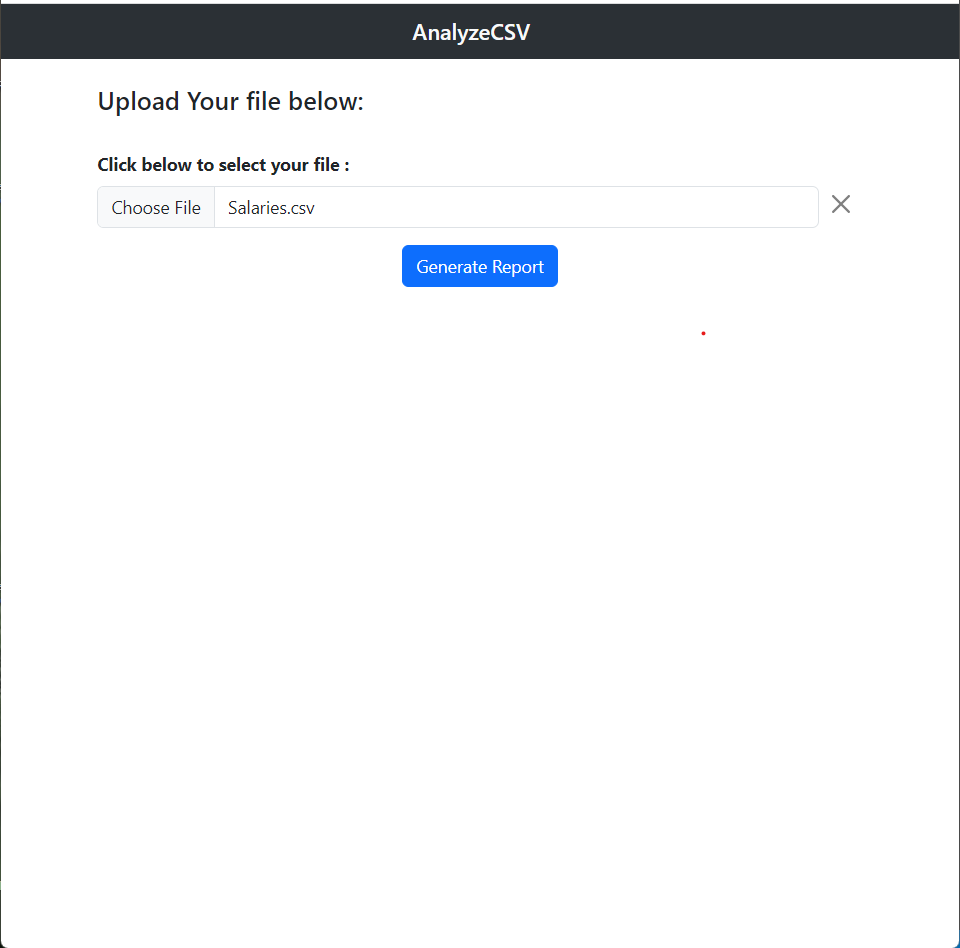 AnalyzeCSV
Upload Your file below:
Click below to select your file :
Choose File Salaries.csv
Generate Report